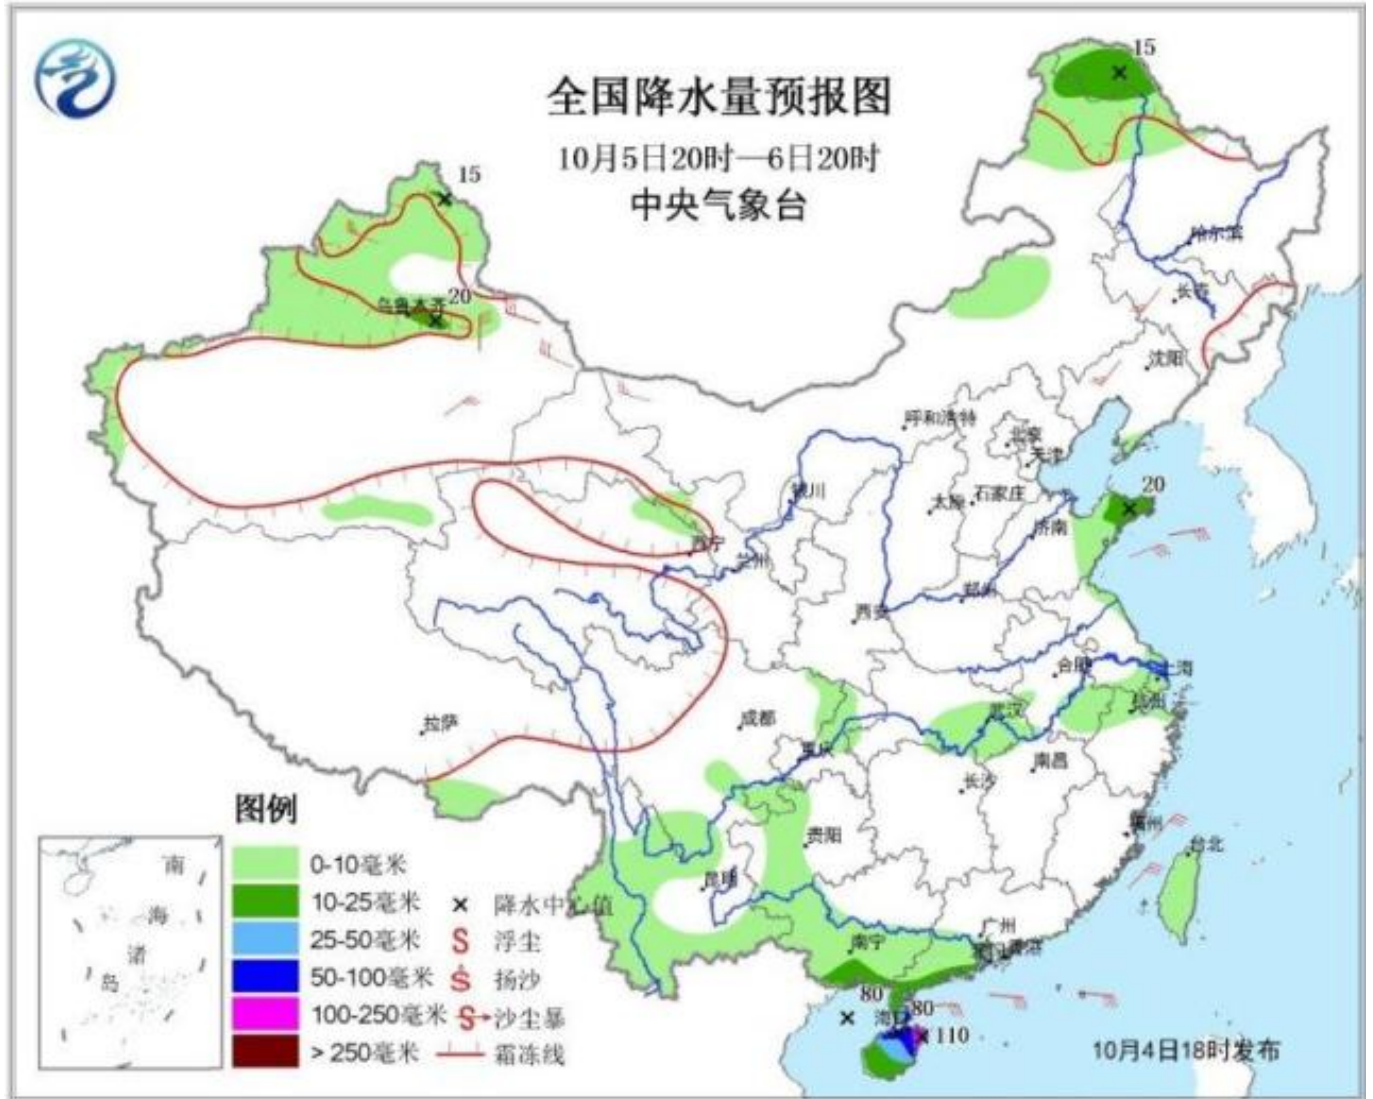 全国降水量预报图
10月5日20时—6日20时
中央气象台
15
15
哈尔滨
长春
乌鲁木齐
20
沈阳
呼和浩特
北京
天津
银川
太原
石家庄
20
济南
西宁
兰州
郑州
西安
合肥
上海
杭州
武汉
拉萨
成都
重庆
南昌
长沙
贵阳
福州
台北
昆明
广州
南宁
香港
80
海口
80
110
图例
0-10毫米
10-25毫米
25-50毫米
50-100毫米
100-250毫米
> 250毫米
降水中心值
浮尘
扬沙
沙尘暴
霜冻线
南
海
诸
岛
10月4日18时发布